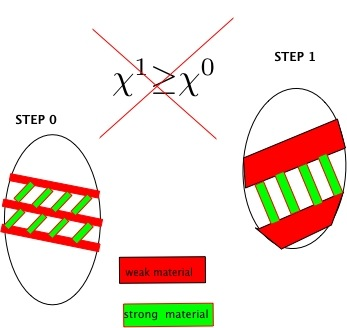 χ¹ ≥ χ⁰
STEP 1
STEP 0
weak material
strong material